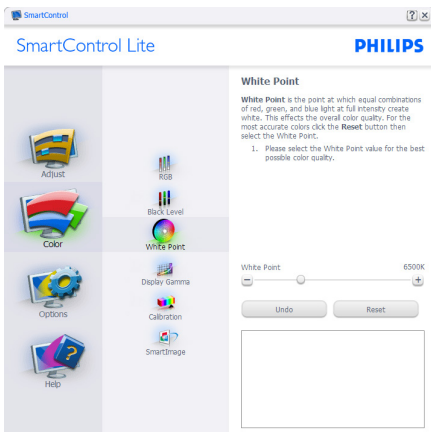 SmartControl
SmartControl Lite
PHILIPS
Adjust
Color
Options
Help
RGB
Black Level
White Point
Display Gamma
Calibration
SmartImage
White Point
White Point is the point at which equal combinations
of red, green, and blue light at full intensity create
white. This effects the overall color quality. For the
most accurate colors click the Reset button then
select the White Point.
1. Please select the White Point value for the best
possible color quality.
White Point 6500K
Undo Reset